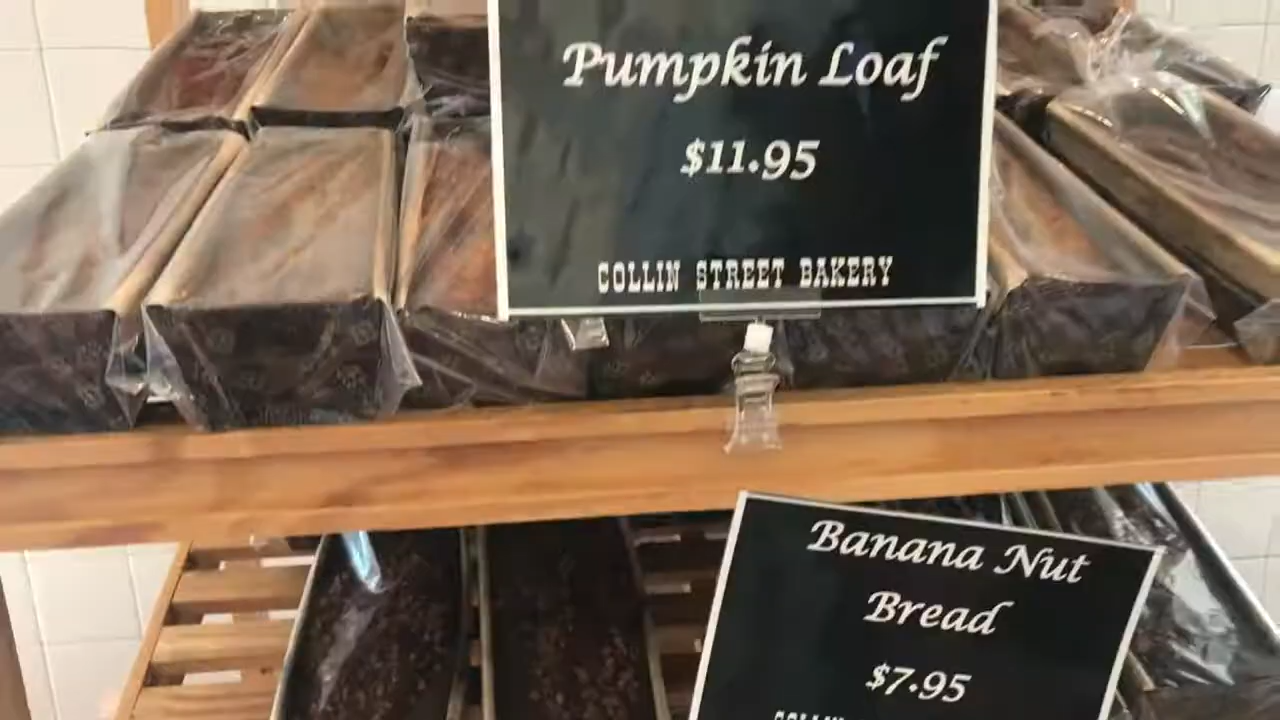 Pumpkin Loaf
$11.95
COLLIN STREET BAKERY
Banana Nut
Bread
$7.95